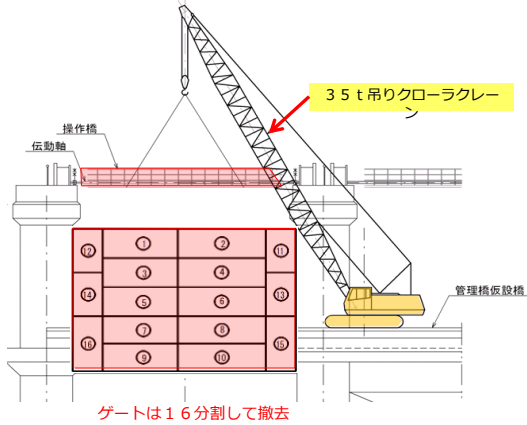 ３５ｔ吊りクローラクレー
ン
操作橋
伝動軸
⑫ ① ② ⑪
③ ④
⑭ ⑬
⑤ ⑥
管理橋仮設橋
⑦ ⑧
⑯ ⑮
⑨ ⑩
ゲートは１６分割して撤去